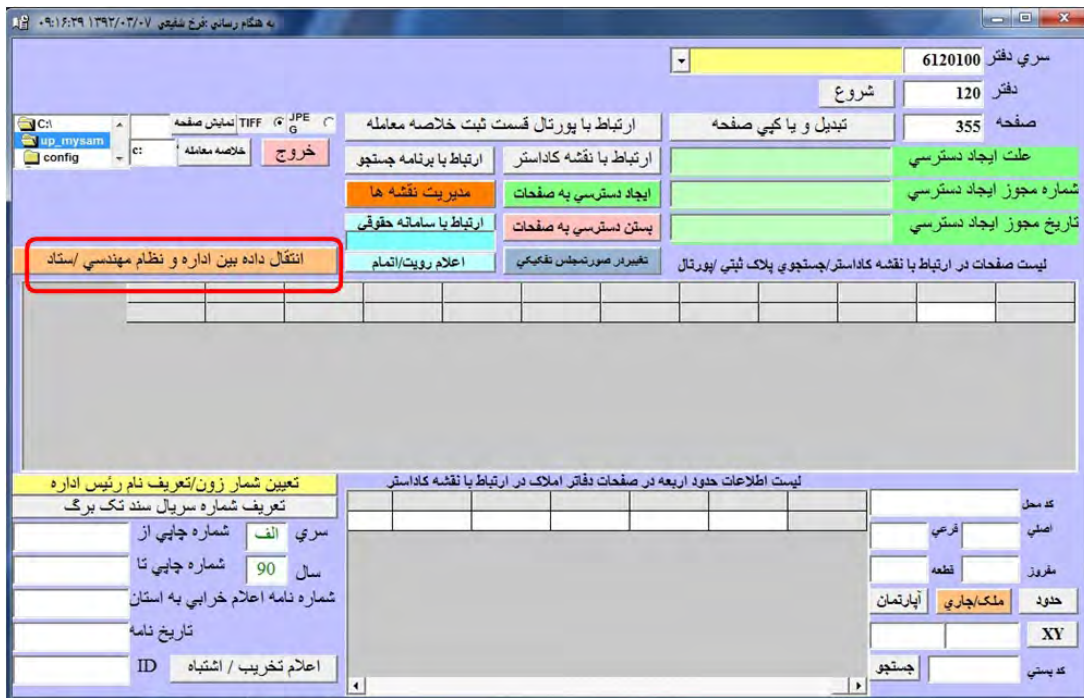 به هنگام رساني :فرخ شفيعي ۱۳۹۲/۰۳/۰۷ ۰۹:۱۶:۲۹
سري دفتر 6120100
دفتر 120 شروع
صفحه 355
تبديل و يا كپي صفحه
ارتباط با پورتال قسمت ثبت خلاصه معامله
JPEG TIFF نمايش صفحه
C:\
up_mysam
config
c:
خلاصه معامله
خروج
ارتباط با نقشه كاداستر
ارتباط با برنامه جستجو
علت ايجاد دسترسي
ايجاد دسترسي به صفحات
مديريت نقشه ها
شماره مجوز ايجاد دسترسي
بستن دسترسي به صفحات
ارتباط با سامانه حقوقي
تاريخ مجوز ايجاد دسترسي
ليست صفحات در ارتباط با نقشه كاداستر/جستجوي پلاك ثبتي /پورتال
تغييردر صورتمجلس تفكيكي
اعلام رويت/اتمام
انتقال داده بين اداره و نظام مهندسي /ستاد
ليست اطلاعات حدود اربعه در صفحات دفاتر املاك در ارتباط با نقشه كاداستر
تعيين شمار زون/تعريف نام رئيس اداره
تعريف شماره سريال سند تك برگ
سري الف شماره چاپي از
سال 90 شماره چاپي تا
شماره نامه اعلام خرابي به استان
تاريخ نامه
اعلام تخريب / اشتباه ID
كد محل
اصلي فرعي
مفروز قطعه
حدود ملك/جاري آپارتمان
XY
كد پستي جستجو